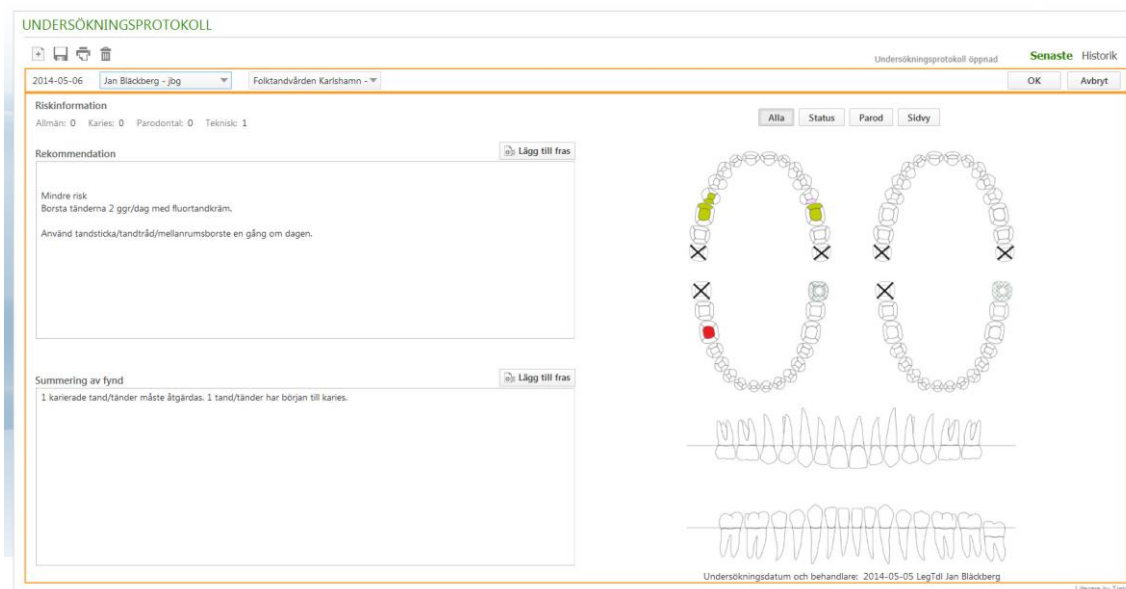 UNDERSÖKNINGSPROTOKOLL
Undersökningsprotokoll öppnad Senaste Historik
2014-05-06 Jan Bläckberg - jbg Folktandvården Karlshamn - OK Avbryt
Riskinformation
Allmän: 0 Karies: 0 Parodontal: 0 Teknisk: 1
Alla Status Parod Sidvy
Rekommendation Lägg till fras
Mindre risk
Borsta tänderna 2 ggr/dag med fluortandkräm.
Använd tandsticka/tandtråd/mellanrumsborste en gång om dagen.
Summering av fynd Lägg till fras
1 karierade tand/tänder måste åtgärdas. 1 tand/tänder har början till karies.
Undersökningsdatum och behandlare: 2014-05-05 LegTdl Jan Bläckberg